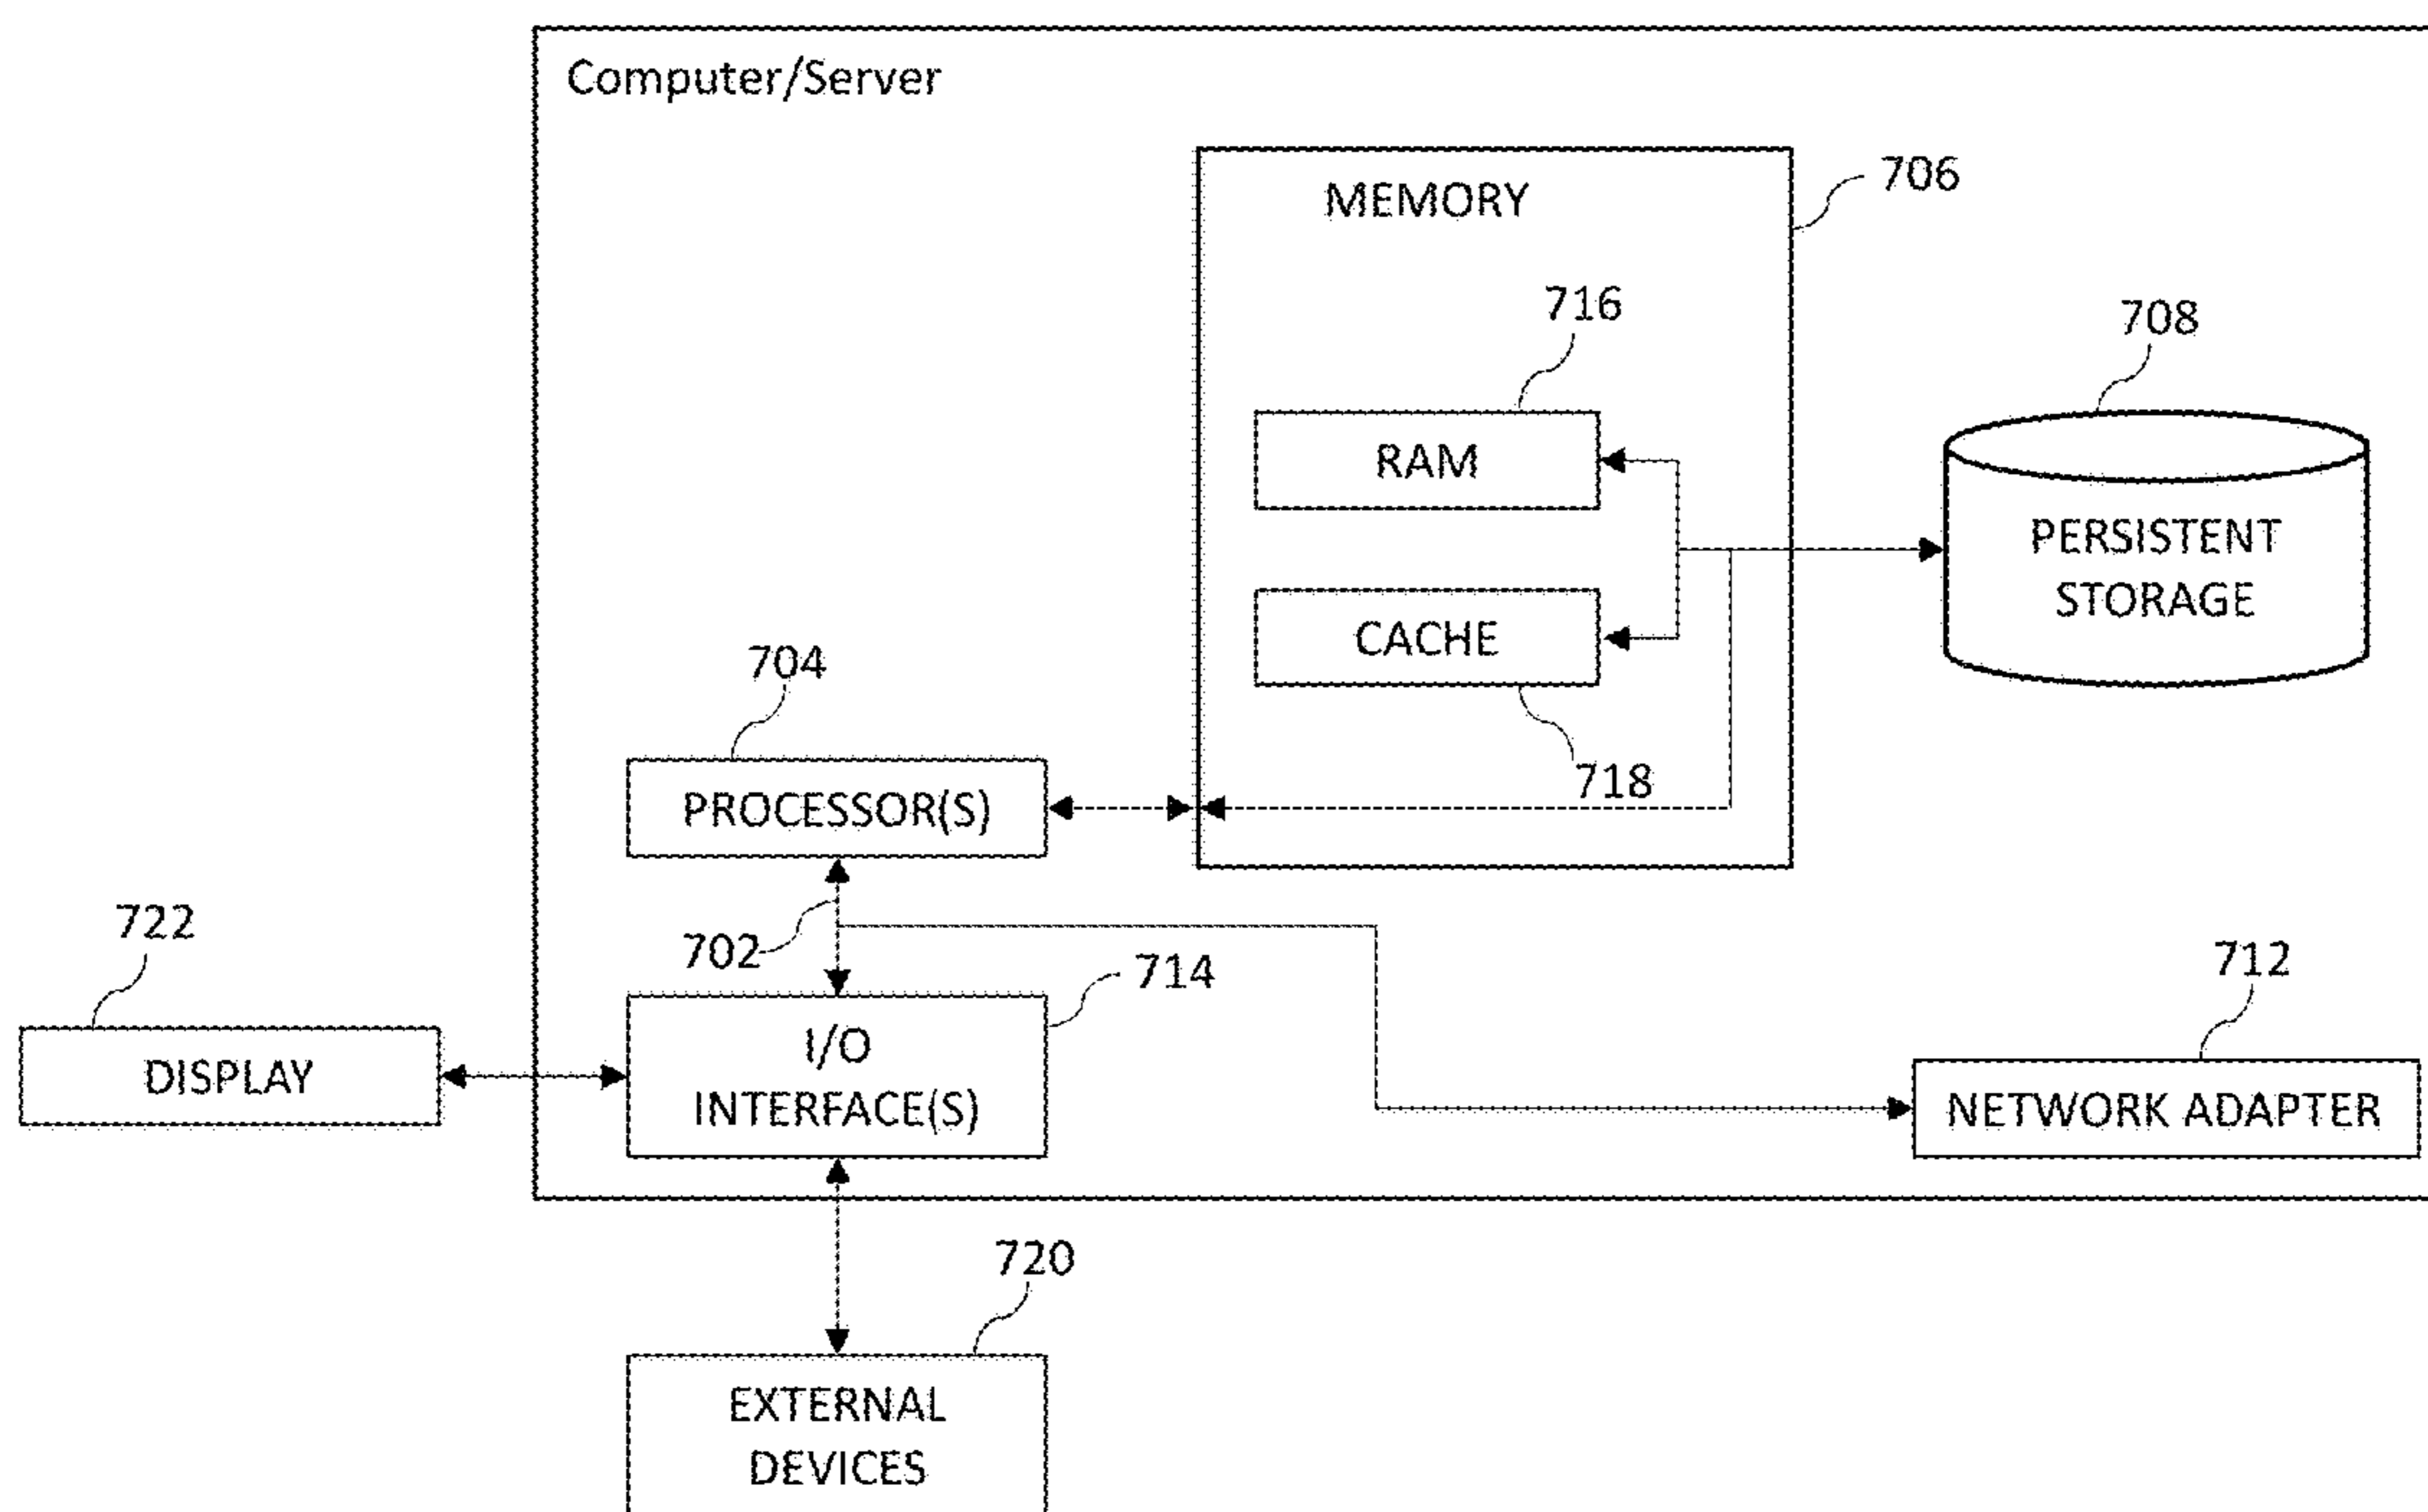 Computer/Server
MEMORY
706
716
708
RAM
PERSISTENT
STORAGE
CACHE
704
718
PROCESSOR(S)
722
702
714
712
DISPLAY
I/O
INTERFACE(S)
NETWORK ADAPTER
720
EXTERNAL
DEVICES